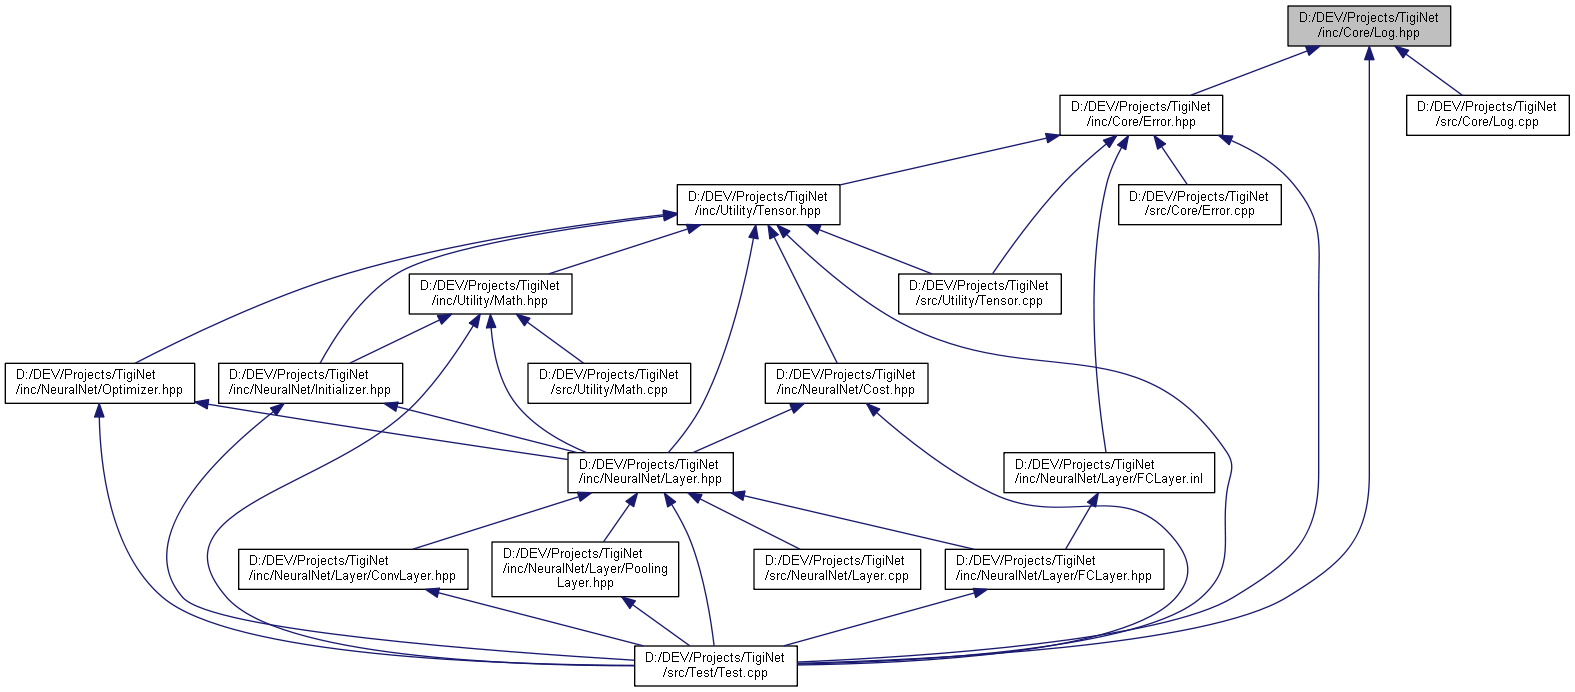 D:/DEV/Projects/TigiNet
/inc/Core/Log.hpp
D:/DEV/Projects/TigiNet
/inc/Core/Error.hpp
D:/DEV/Projects/TigiNet
/src/Core/Log.cpp
D:/DEV/Projects/TigiNet
/inc/Utility/Tensor.hpp
D:/DEV/Projects/TigiNet
/src/Core/Error.cpp
D:/DEV/Projects/TigiNet
/inc/Utility/Math.hpp
D:/DEV/Projects/TigiNet
/src/Utility/Tensor.cpp
D:/DEV/Projects/TigiNet
/inc/NeuralNet/Optimizer.hpp
D:/DEV/Projects/TigiNet
/inc/NeuralNet/Initializer.hpp
D:/DEV/Projects/TigiNet
/src/Utility/Math.cpp
D:/DEV/Projects/TigiNet
/inc/NeuralNet/Cost.hpp
D:/DEV/Projects/TigiNet
/inc/NeuralNet/Layer.hpp
D:/DEV/Projects/TigiNet
/inc/NeuralNet/Layer/FCLayer.inl
D:/DEV/Projects/TigiNet
/inc/NeuralNet/Layer/ConvLayer.hpp
D:/DEV/Projects/TigiNet
/inc/NeuralNet/Layer/Pooling
Layer.hpp
D:/DEV/Projects/TigiNet
/src/NeuralNet/Layer.cpp
D:/DEV/Projects/TigiNet
/inc/NeuralNet/Layer/FCLayer.hpp
D:/DEV/Projects/TigiNet
/src/Test/Test.cpp